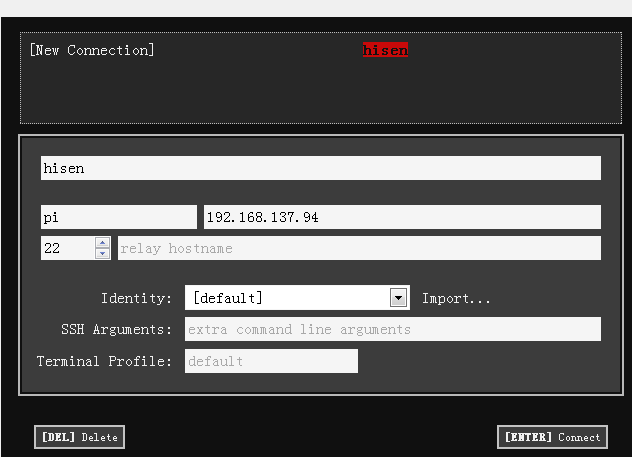 [New Connection] hisen
hisen
pi 192.168.137.94
22 relay hostname
Identity: [default] Import...
SSH Arguments: extra command line arguments
Terminal Profile: default
[DEL] Delete [ENTER] Connect